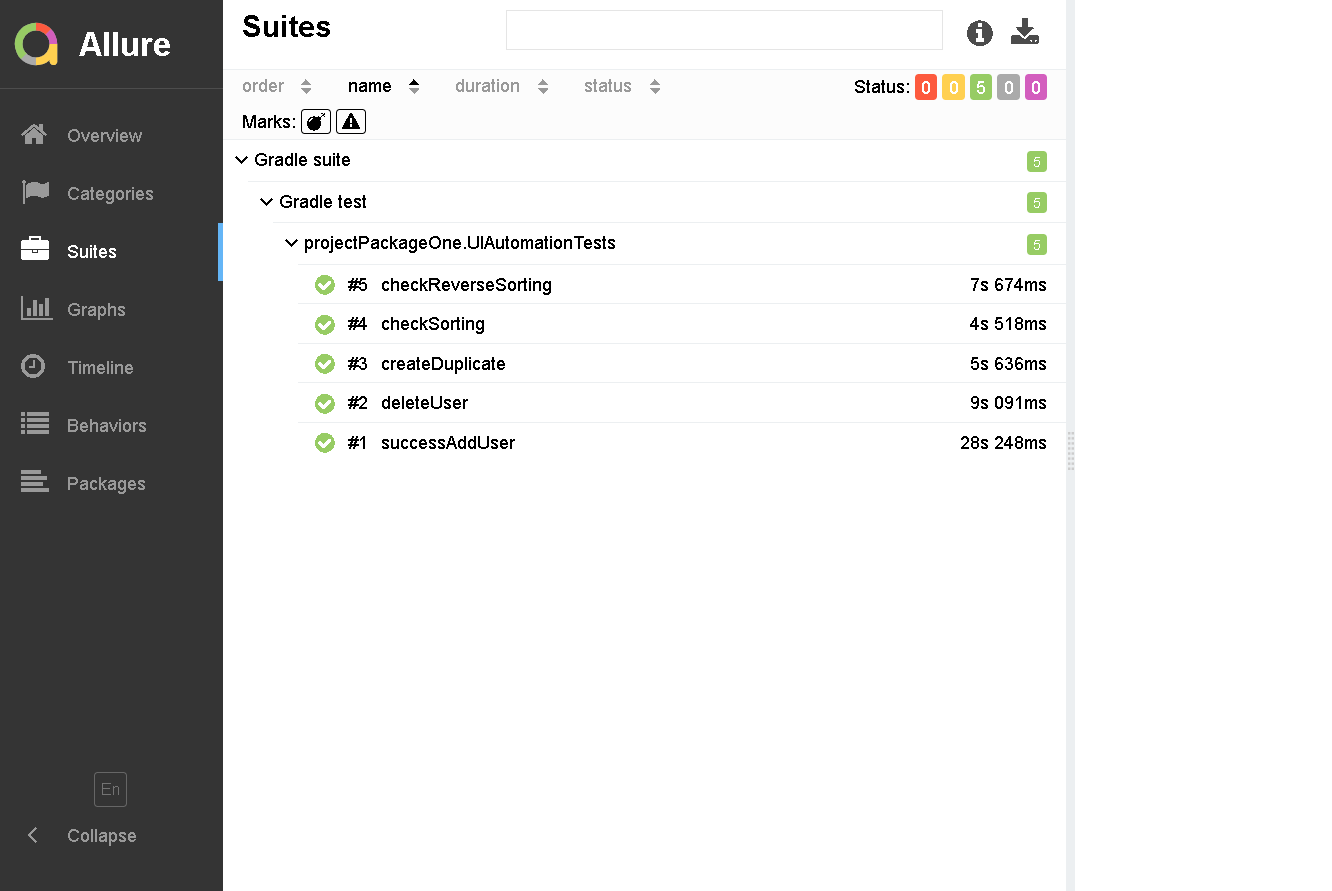 Allure
Overview
Categories
Suites
Graphs
Timeline
Behaviors
Packages
En
Collapse
Suites
order name duration status Status: 0 0 5 0 0
Marks:
Gradle suite 5
Gradle test 5
projectPackageOne.UIAutomationTests 5
#5 checkReverseSorting 7s 674ms
#4 checkSorting 4s 518ms
#3 createDuplicate 5s 636ms
#2 deleteUser 9s 091ms
#1 successAddUser 28s 248ms